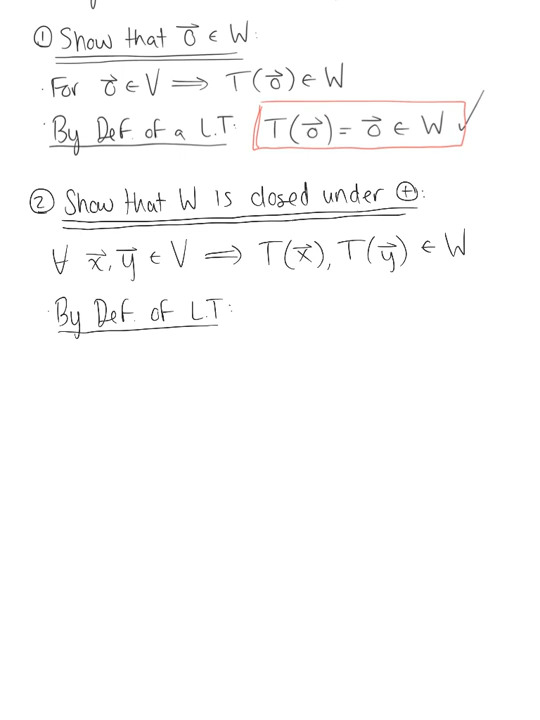 ① Show that 0⃗ ∈ W:
· For 0⃗ ∈ V ⟹ T(0⃗) ∈ W
· By Def. of a L.T: T(0⃗) = 0⃗ ∈ W ✓
② Show that W is closed under ⊕:
∀ x⃗, y⃗ ∈ V ⟹ T(x⃗), T(y⃗) ∈ W
· By Def. of L.T: